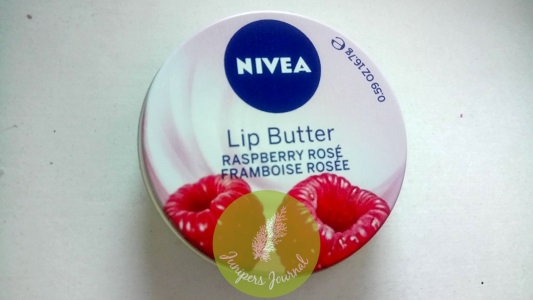 NIVEA
℮ 0.59 OZ 16.7g
Lip Butter
RASPBERRY ROSÉ
FRAMBOISE ROSÉE
Junipers Journal